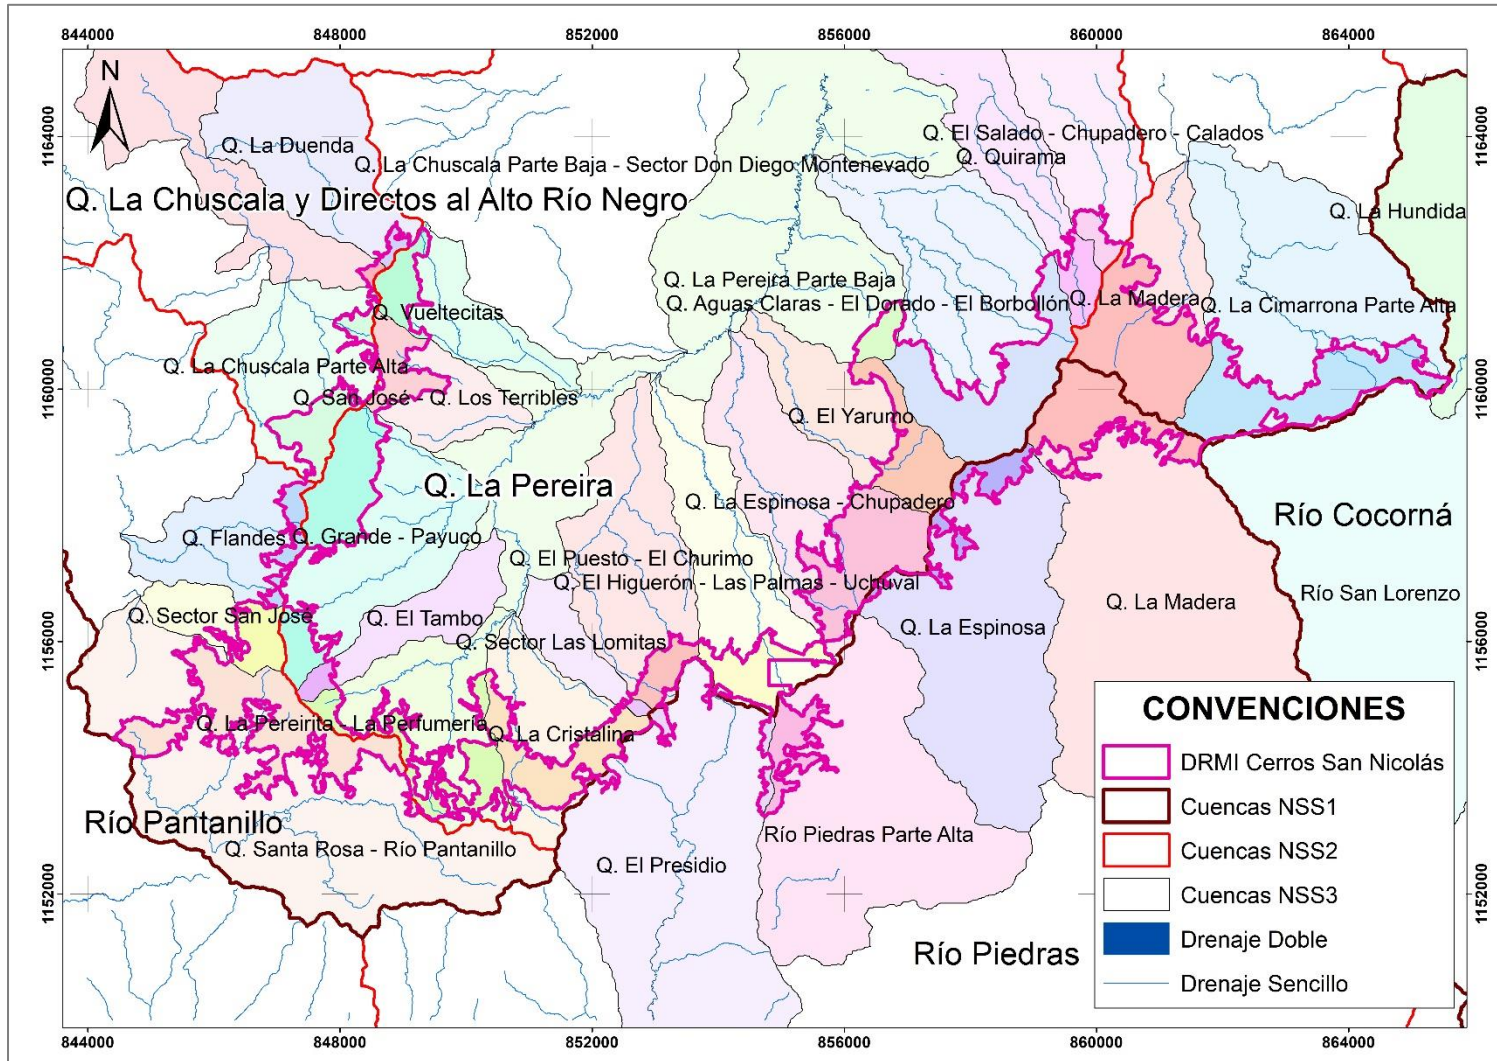 844000 848000 852000 856000 860000 864000
N
1164000
1164000
Q. El Salado - Chupadero - Calados
Q. La Duenda
Q. La Chuscala Parte Baja - Sector Don Diego Montenevado
Q. Quirama
Q. La Chuscala y Directos al Alto Río Negro
Q. La Hundida
Q. La Pereira Parte Baja
Q. Aguas Claras - El Dorado - El Borbollón
Q. La Madera
Q. La Cimarrona Parte Alta
Q. Vueltecitas
Q. La Chuscala Parte Alta
1160000
1160000
Q. San José - Q. Los Terribles
Q. El Yarumo
Q. La Pereira
Q. La Espinosa - Chupadero
Río Cocorná
Q. Flandes
Q. Grande - Payuco
Q. El Puesto - El Churimo
Q. El Higuerón - Las Palmas - Uchuval
Río San Lorenzo
Q. La Madera
Q. Sector San José
Q. El Tambo
Q. La Espinosa
1156000
1156000
Q. Sector Las Lomitas
Q. La Pereirita - La Perfumería
Q. La Cristalina
Río Pantanillo
Río Piedras Parte Alta
Q. Santa Rosa - Río Pantanillo
Q. El Presidio
1152000
1152000
Río Piedras
CONVENCIONES
DRMI Cerros San Nicolás
Cuencas NSS1
Cuencas NSS2
Cuencas NSS3
Drenaje Doble
Drenaje Sencillo
844000 848000 852000 856000 860000 864000